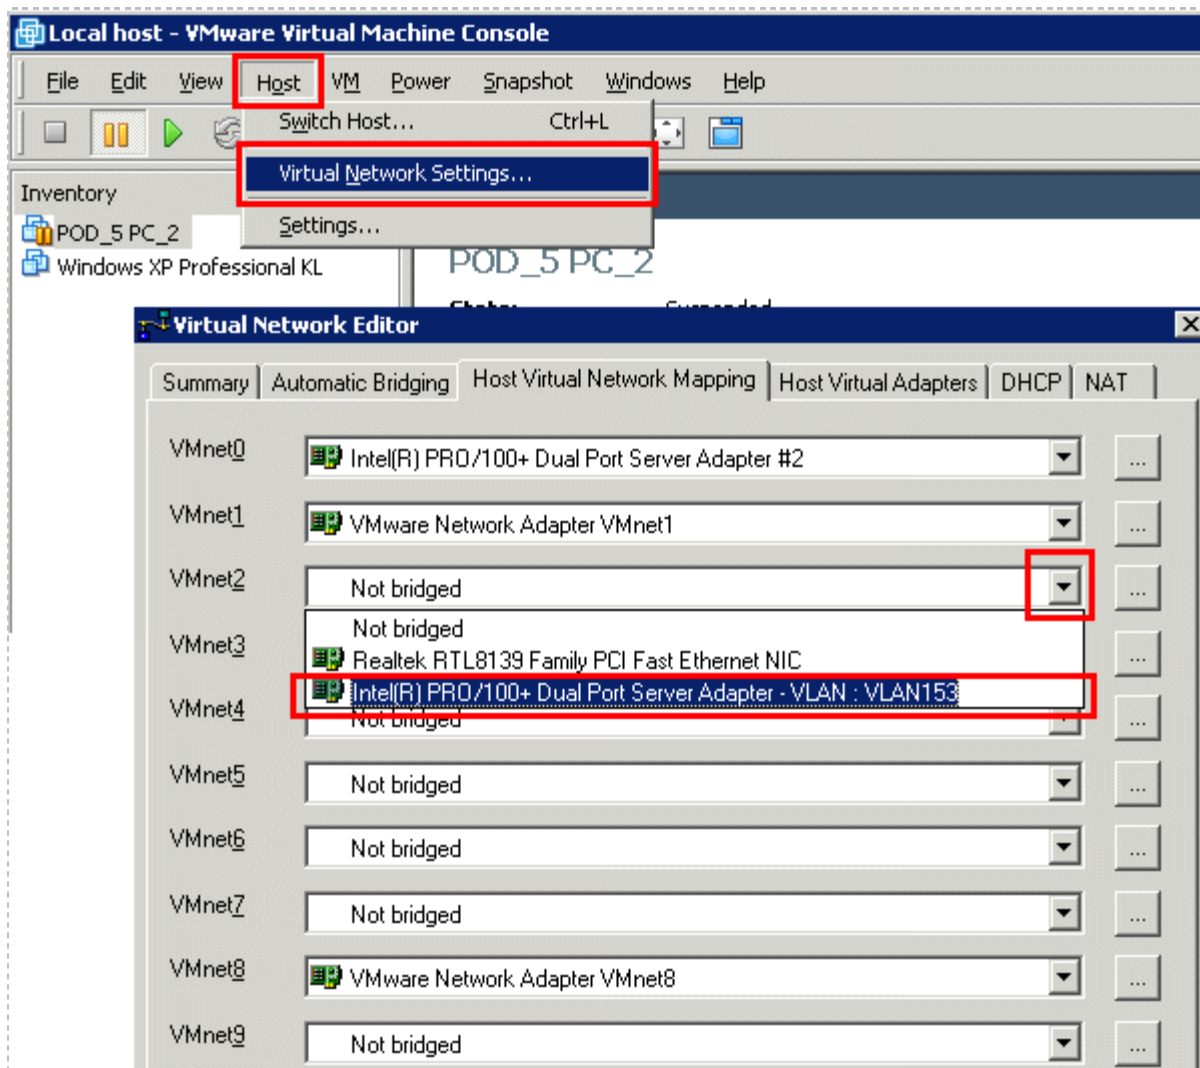 Local host - VMware Virtual Machine Console
File Edit View Host VM Power Snapshot Windows Help
Switch Host... Ctrl+L
Virtual Network Settings...
Settings...
Inventory
POD_5 PC_2
Windows XP Professional KL
POD_5 PC_2
State: Suspended
Virtual Network Editor
Summary Automatic Bridging Host Virtual Network Mapping Host Virtual Adapters DHCP NAT
VMnet0 Intel(R) PRO/100+ Dual Port Server Adapter #2 ...
VMnet1 VMware Network Adapter VMnet1 ...
VMnet2 Not bridged ...
Not bridged
VMnet3 Realtek RTL8139 Family PCI Fast Ethernet NIC ...
Intel(R) PRO/100+ Dual Port Server Adapter - VLAN : VLAN153
VMnet4 Not bridged ...
VMnet5 Not bridged ...
VMnet6 Not bridged ...
VMnet7 Not bridged ...
VMnet8 VMware Network Adapter VMnet8 ...
VMnet9 Not bridged ...